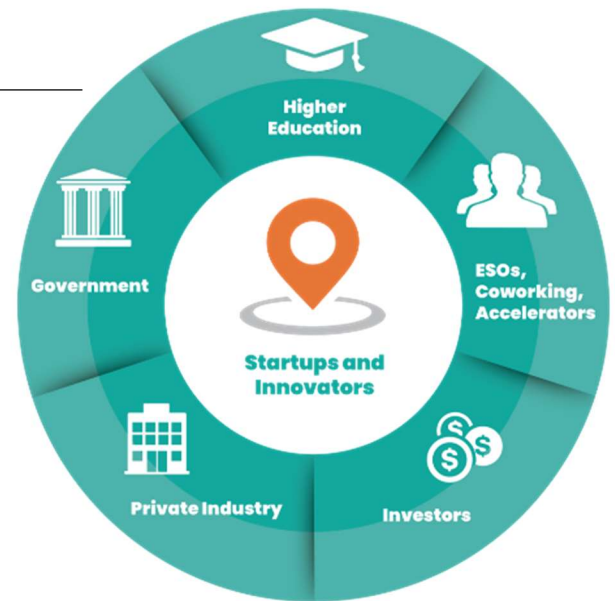 Higher
Education
ESOs,
Coworking,
Accelerators
Investors
Private Industry
Government
Startups and
Innovators